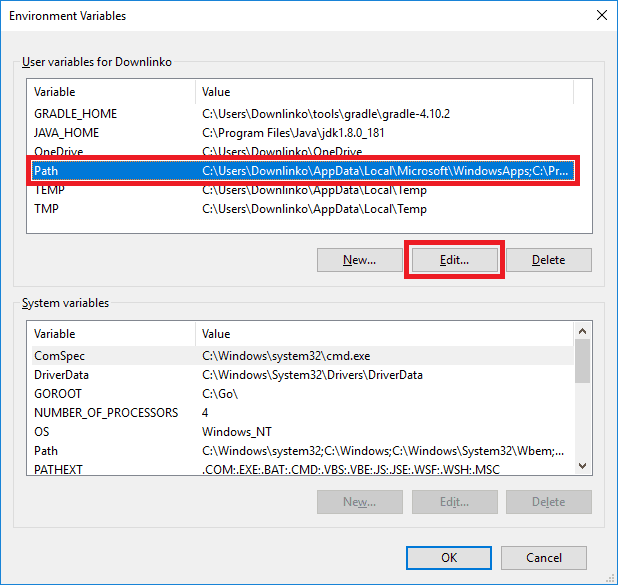 Environment Variables
User variables for Downlinko
Variable Value
GRADLE_HOME C:\Users\Downlinko\tools\gradle\gradle-4.10.2
JAVA_HOME C:\Program Files\Java\jdk1.8.0_181
OneDrive C:\Users\Downlinko\OneDrive
Path C:\Users\Downlinko\AppData\Local\Microsoft\WindowsApps;C:\Pr...
TEMP C:\Users\Downlinko\AppData\Local\Temp
TMP C:\Users\Downlinko\AppData\Local\Temp
New... Edit... Delete
System variables
Variable Value
ComSpec C:\Windows\system32\cmd.exe
DriverData C:\Windows\System32\Drivers\DriverData
GOROOT C:\Go\
NUMBER_OF_PROCESSORS 4
OS Windows_NT
Path C:\Windows\system32;C:\Windows;C:\Windows\System32\Wbem;...
PATHEXT .COM;.EXE;.BAT;.CMD;.VBS;.VBE;.JS;.JSE;.WSF;.WSH;.MSC
New... Edit... Delete
OK Cancel